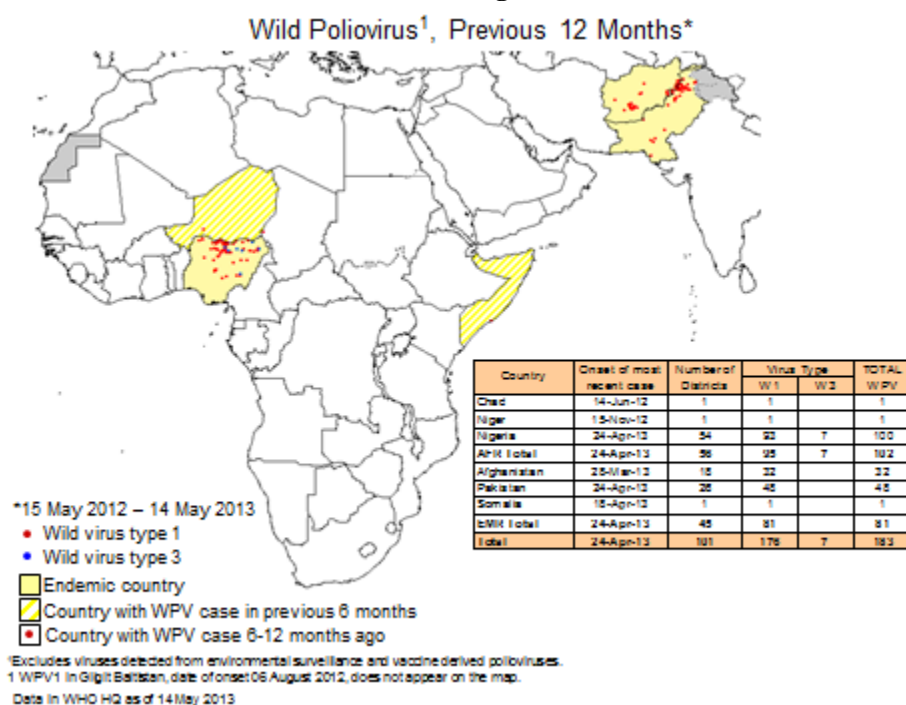 Wild Poliovirus1, Previous 12 Months*
Country Onset of most recent case Number of Districts Virus Type W1 W3 TOTAL WPV
Chad 14-Jun-12 1 1 1
Niger 15-Nov-12 1 1 1
Nigeria 24-Apr-13 54 93 7 100
AFR Total 24-Apr-13 56 95 7 102
Afghanistan 18 32 32
Pakistan 24-Apr-13 26 48 48
Somalia 18-Apr-13 1 1 1
EMR Total 24-Apr-13 45 81 81
Total 24-Apr-13 101 176 7 183
*15 May 2012 – 14 May 2013
Wild virus type 1
Wild virus type 3
Endemic country
Country with WPV case in previous 6 months
Country with WPV case 6-12 months ago
¹Excludes viruses detected from environmental surveillance and vaccine derived polioviruses.
1 WPV1 in Gilgit Baltistan, date of onset 06 August 2012, does not appear on the map.
Data in WHO HQ as of 14 May 2013